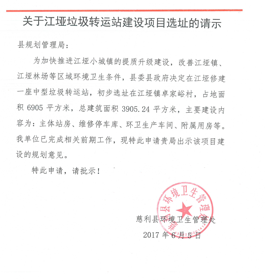 关于江垭垃圾转运站建设项目选址的请示
县规划管理局：
为加快推进江垭小城镇的提质升级建设，改善江垭镇、
江垭林场等区域环境卫生条件，县委县政府决定在江垭修建
一座中型垃圾转运站，初步选址在江垭镇卓家峪村，占地面
积 6905 平方米，总建筑面积 3905.24 平方米，主要建设内
容为：主体站房、维修停车库、环卫生产车间、附属用房等。
我单位已完成相关前期工作，现特此申请贵局出示该项目建
设的规划意见。
特此申请，请批示！
慈利县环境卫生管理处
2017 年 6 月 5 日